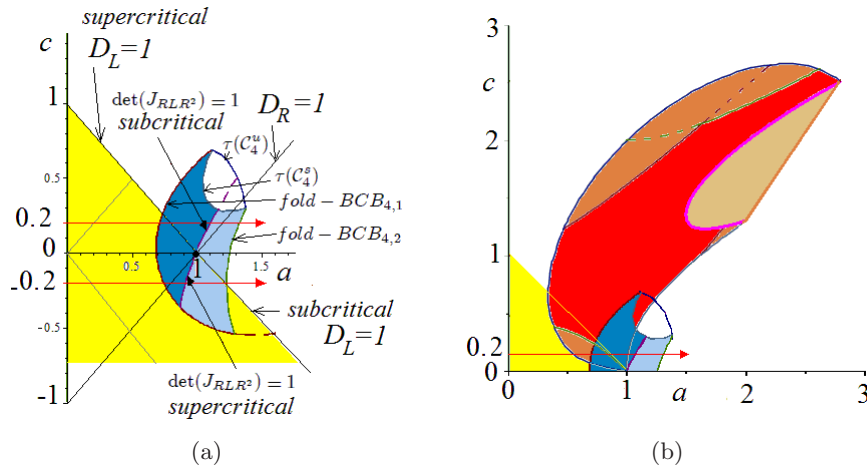 supercritical
c
D_L=1
1
det(J_{RLR^2})=1
subcritical
D_R=1
τ(C_4^u)
0.5
τ(C_4^s)
fold-BCB_{4,1}
0.2
fold-BCB_{4,2}
0
0.5
1
1.5
a
-0.2
-0.5
subcritical
D_L=1
-1
det(J_{RLR^2})=1
supercritical
(a)
3
c
2
1
0.2
0
0
1
a
2
3
(b)